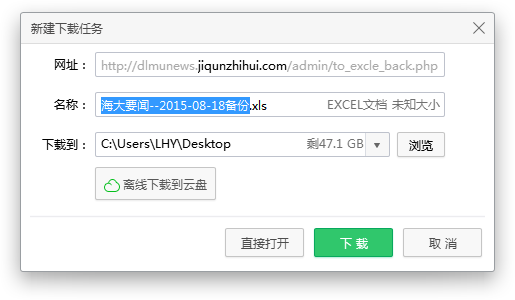 新建下载任务
网址: http://dlmunews.jiqunzhihui.com/admin/to_excle_back.php
名称: 海大要闻--2015-08-18备份.xls EXCEL文档 未知大小
下载到: C:\Users\LHY\Desktop 剩47.1 GB 浏览
离线下载到云盘
直接打开 下载 取消